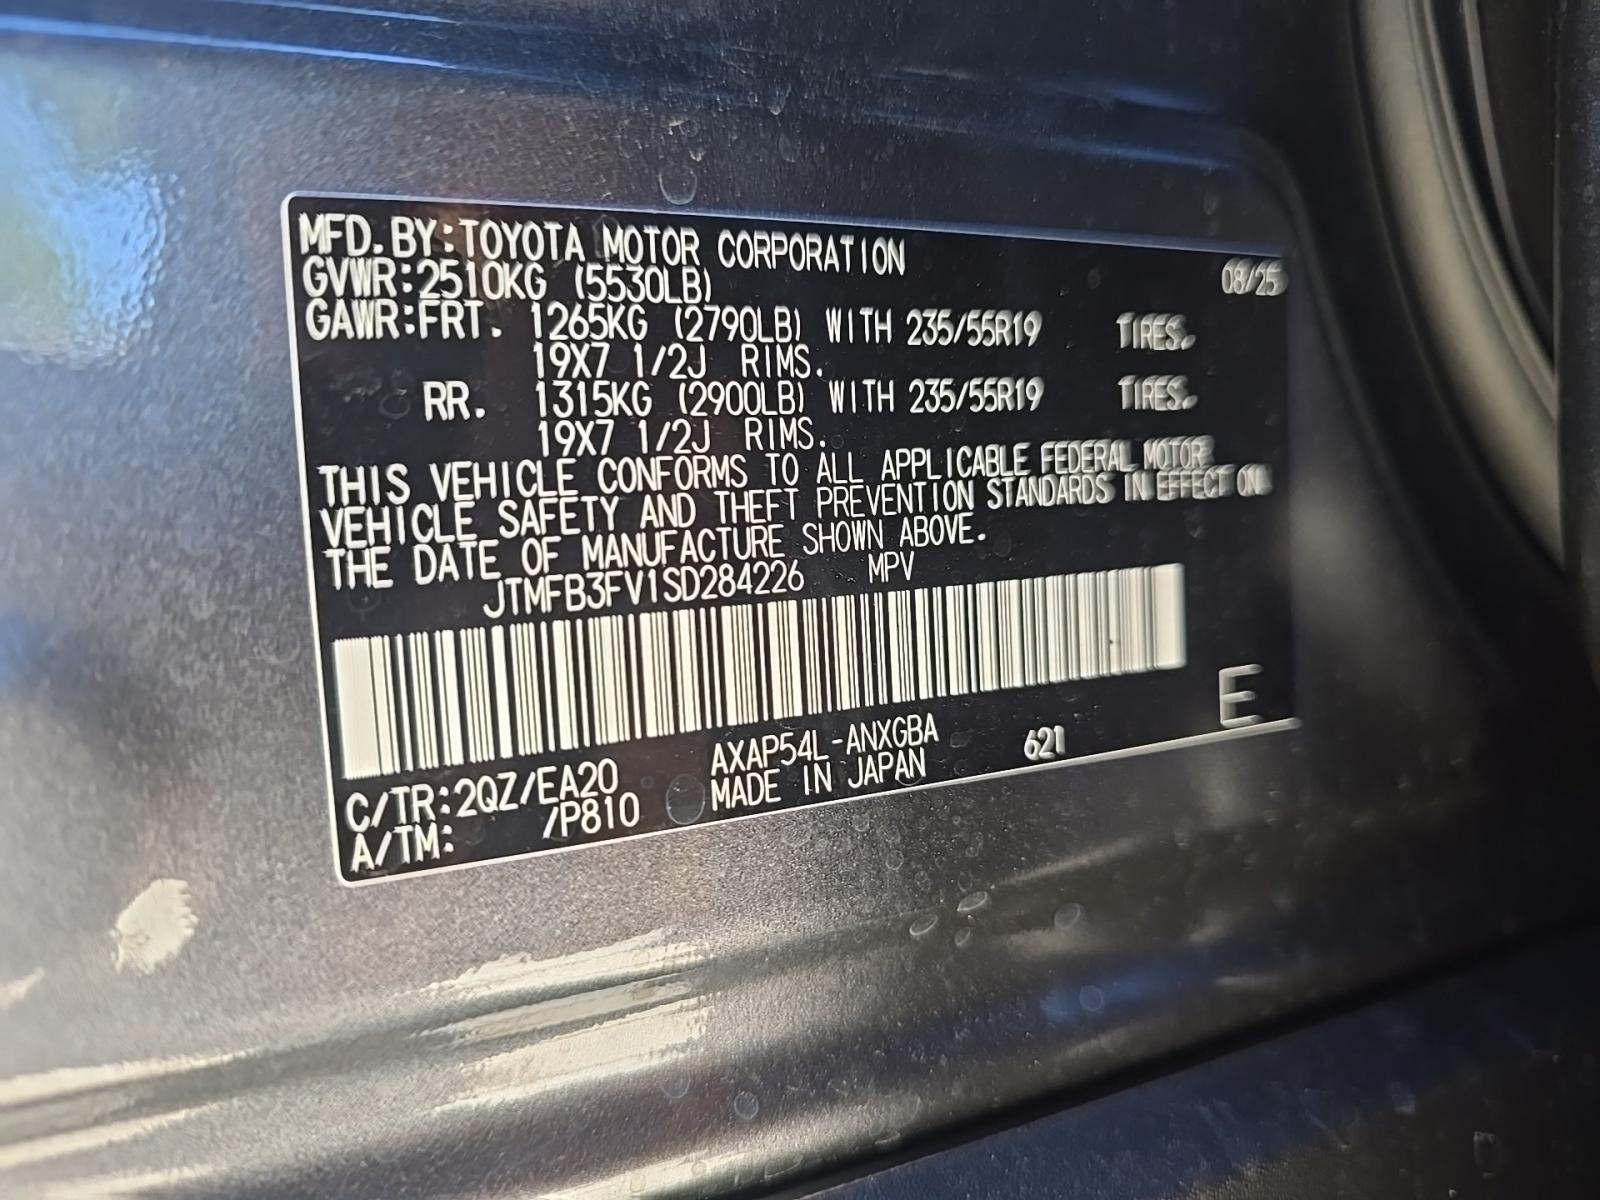 MFD. BY: TOYOTA MOTOR CORPORATION 08/25
GVWR: 2510KG (5530LB)
GAWR: FRT. 1265KG (2790LB) WITH 235/55R19 TIRES.
19X7 1/2J RIMS.
RR. 1315KG (2900LB) WITH 235/55R19 TIRES.
19X7 1/2J RIMS.
THIS VEHICLE CONFORMS TO ALL APPLICABLE FEDERAL MOTOR
VEHICLE SAFETY AND THEFT PREVENTION STANDARDS IN EFFECT ON
THE DATE OF MANUFACTURE SHOWN ABOVE.
JTMFB3FV1SD284226 MPV
E
C/TR: 2QZ/EA20 AXAP54L-ANXGBA 621
A/TM: /P810 MADE IN JAPAN